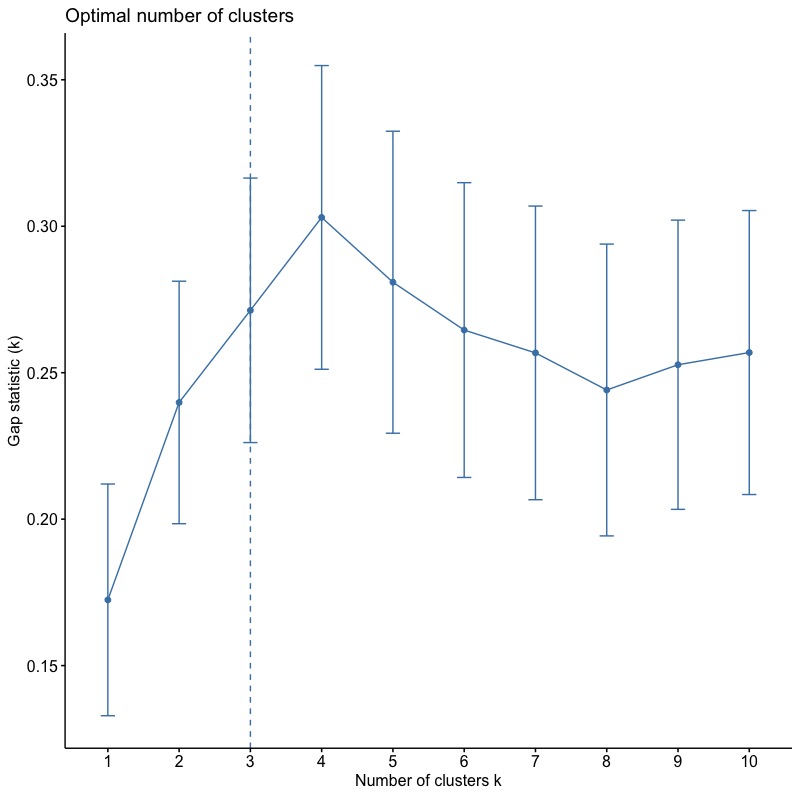 Optimal number of clusters
Gap statistic (k)
0.35
0.30
0.25
0.20
0.15
1 2 3 4 5 6 7 8 9 10
Number of clusters k